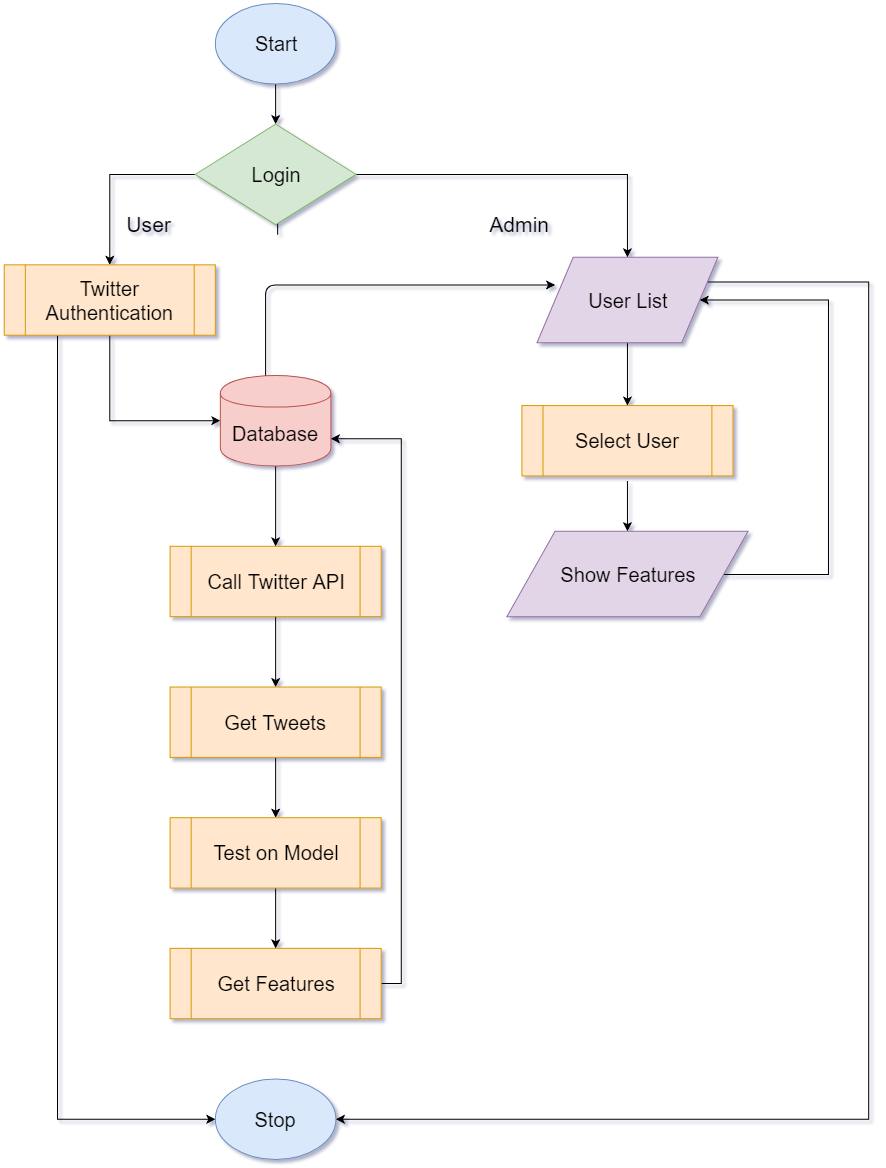 Start
Login
User
Admin
Twitter
Authentication
User List
Database
Select User
Call Twitter API
Show Features
Get Tweets
Test on Model
Get Features
Stop